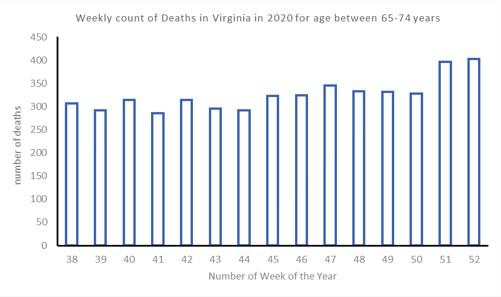 Weekly count of Deaths in Virginia in 2020 for age between 65-74 years
450
400
350
300
250
200
150
100
50
0
number of deaths
38 39 40 41 42 43 44 45 46 47 48 49 50 51 52
Number of Week of the Year